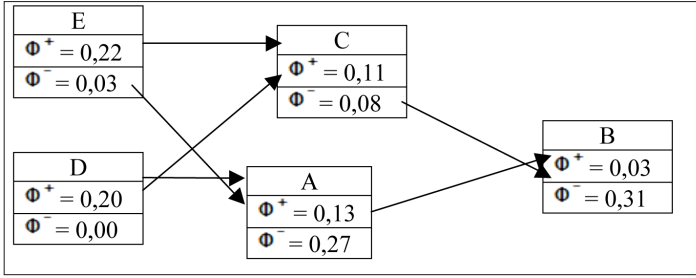 E
Φ⁺ = 0,22
Φ⁻ = 0,03
C
Φ⁺ = 0,11
Φ⁻ = 0,08
B
Φ⁺ = 0,03
Φ⁻ = 0,31
D
Φ⁺ = 0,20
Φ⁻ = 0,00
A
Φ⁺ = 0,13
Φ⁻ = 0,27